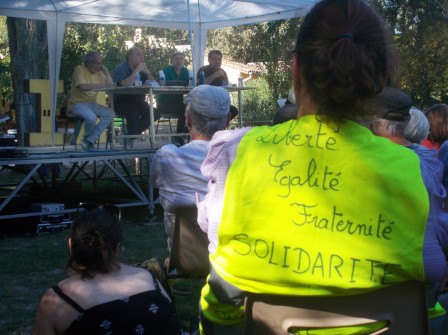 Liberté
Egalité
Fraternité
SOLIDARITE